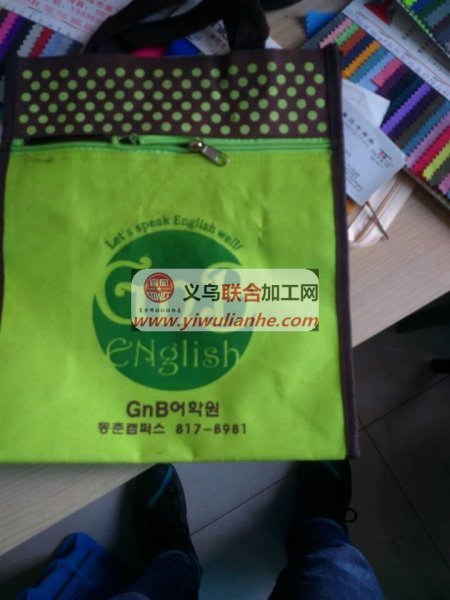 Let's speak English well!
义乌联合加工网
www.yiwulianhe.com
ENglish
GnB어학원
동춘캠퍼스 817-8981